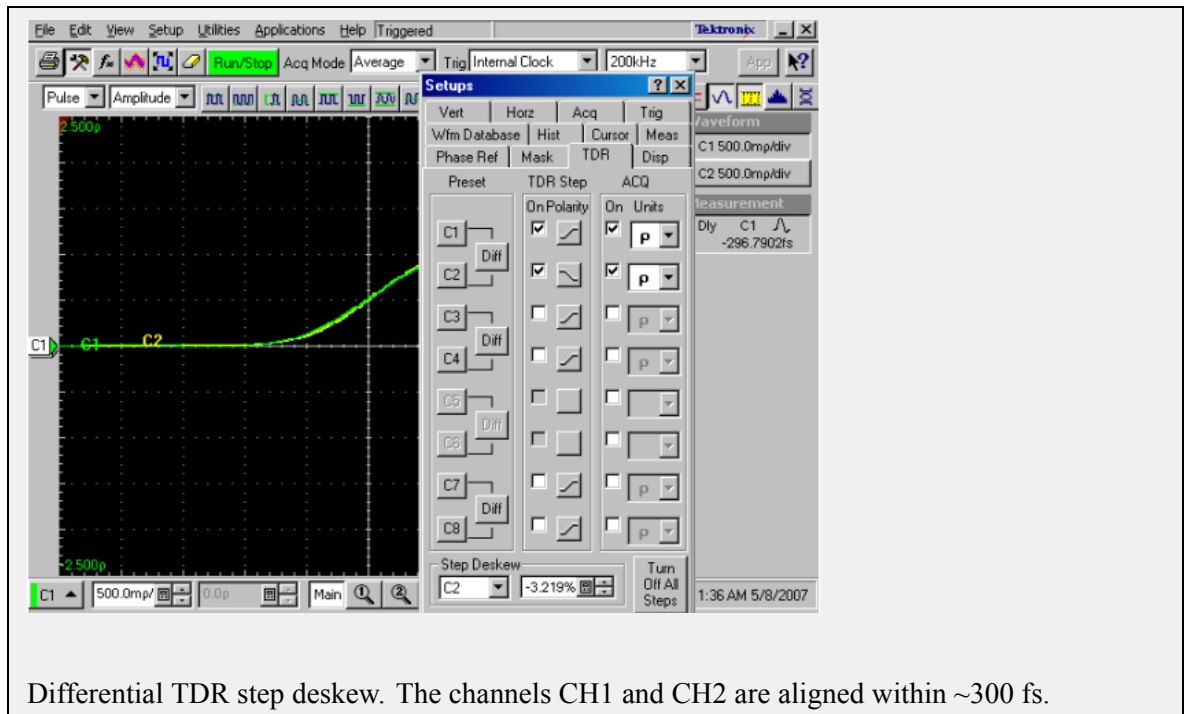 File Edit View Setup Utilities Applications Help Triggered Tektronix
Run/Stop Acq Mode Average Trig Internal Clock 200kHz App
Pulse Amplitude
Setups
Vert Horz Acq Trig
Wfm Database Hist Cursor Meas
Phase Ref Mask TDR Disp
Preset TDR Step ACQ
On Polarity On Units
C1 ρ
Diff
C2 ρ
C3 ρ
Diff
C4 ρ
C5
Diff
C6
C7 ρ
Diff
C8 ρ
Step Deskew
C2 -3.219%
Turn
Off All
Steps
2.500ρ
C1 C1 C2
-2.500ρ
Waveform
C1 500.0mρ/div
C2 500.0mρ/div
Measurement
Dly C1
-296.7902fs
C1 500.0mρ/ 0.0ρ Main 1 2 1:36 AM 5/8/2007
Differential TDR step deskew. The channels CH1 and CH2 are aligned within ~300 fs.